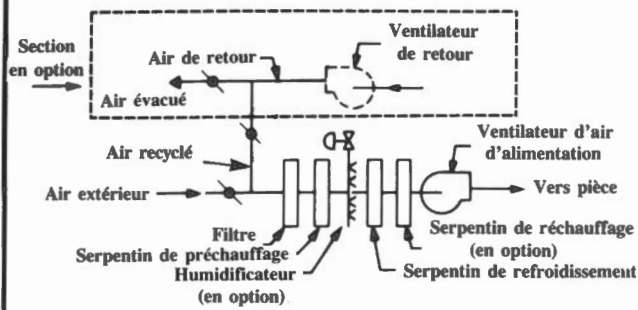 Section
en option
Air de retour
Ventilateur
de retour
Air évacué
Air recyclé
Ventilateur d'air
d'alimentation
Air extérieur
Vers pièce
Filtre
Serpentin de préchauffage
Humidificateur
(en option)
Serpentin de réchauffage
(en option)
Serpentin de refroidissement